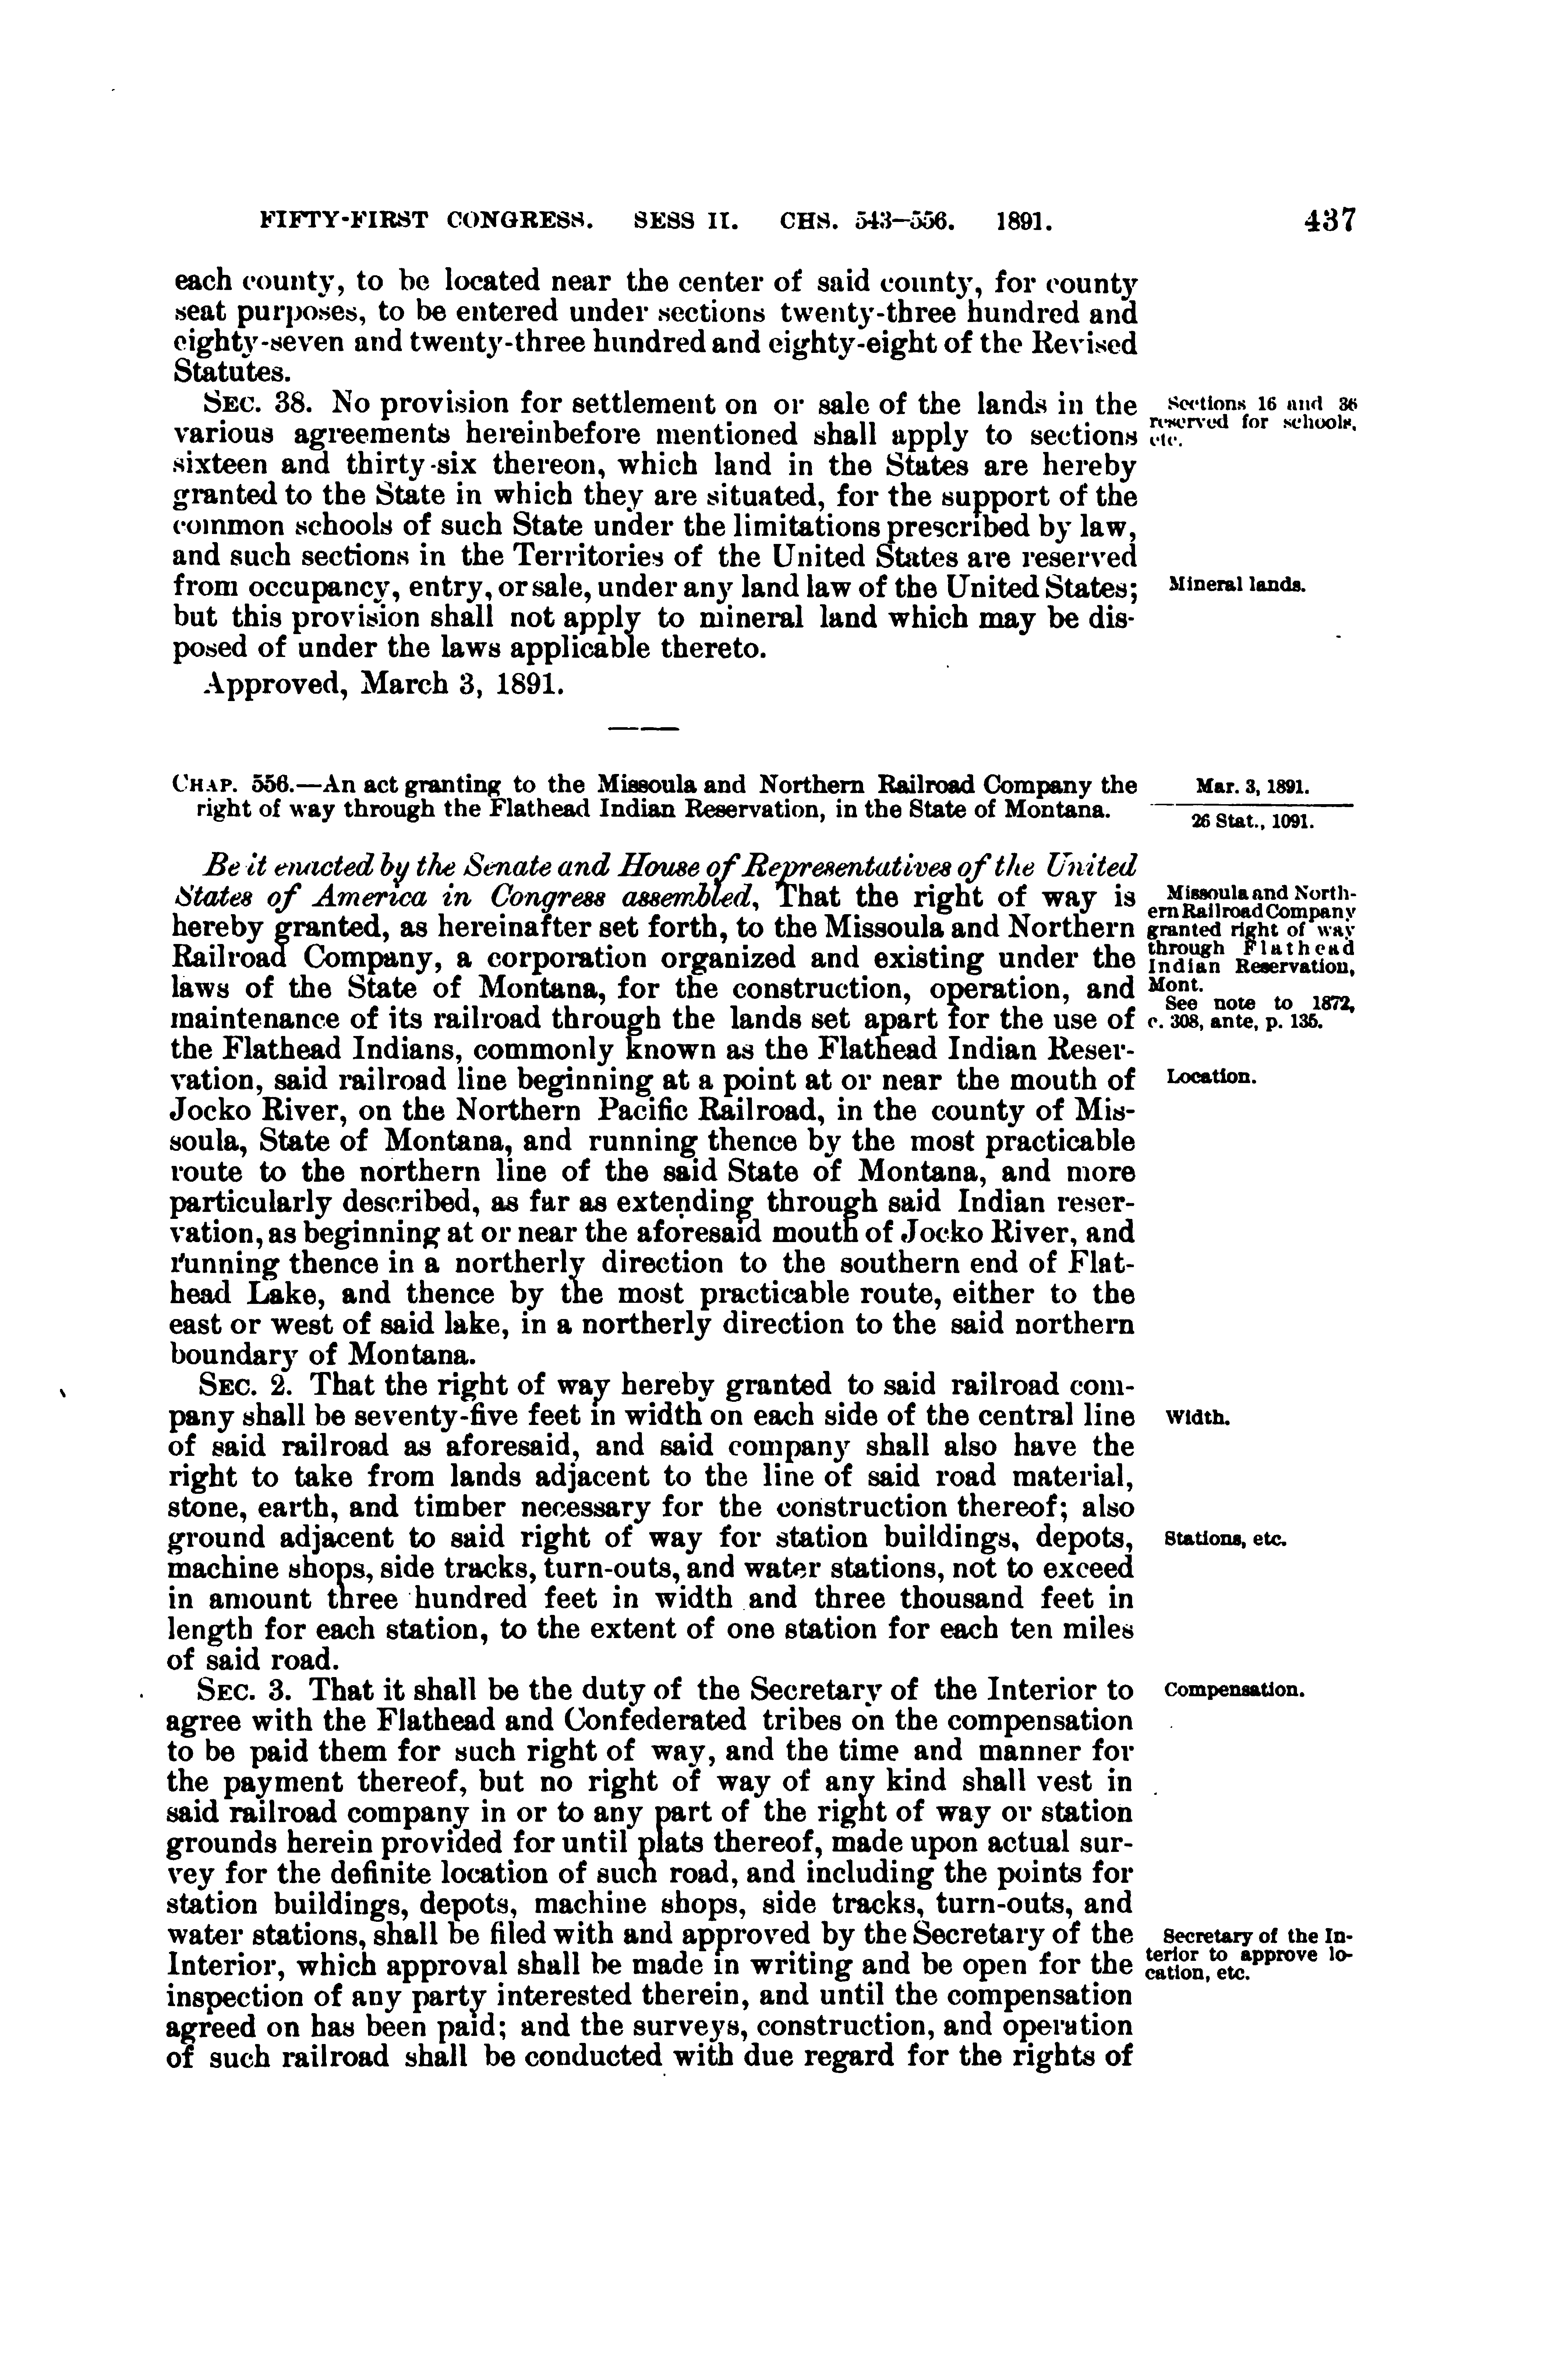 FIFTY-FIRST CONGRESS. SESS II. CHS. 543–556. 1891. 437
each county, to be located near the center of said county, for county
seat purposes, to be entered under sections twenty-three hundred and
eighty-seven and twenty-three hundred and eighty-eight of the Revised
Statutes.
SEC. 38. No provision for settlement on or sale of the lands in the
various agreements hereinbefore mentioned shall apply to sections
sixteen and thirty-six thereon, which land in the States are hereby
granted to the State in which they are situated, for the support of the
common schools of such State under the limitations prescribed by law,
and such sections in the Territories of the United States are reserved
from occupancy, entry, or sale, under any land law of the United States;
but this provision shall not apply to mineral land which may be dis-
posed of under the laws applicable thereto.
Approved, March 3, 1891.
Sections 16 and 36
reserved for schools,
etc.
Mineral lands.
CHAP. 556.—An act granting to the Missoula and Northern Railroad Company the
right of way through the Flathead Indian Reservation, in the State of Montana.
Mar. 3, 1891.
26 Stat., 1091.
Be it enacted by the Senate and House of Representatives of the United
States of America in Congress assembled, That the right of way is
hereby granted, as hereinafter set forth, to the Missoula and Northern
Railroad Company, a corporation organized and existing under the
laws of the State of Montana, for the construction, operation, and
maintenance of its railroad through the lands set apart for the use of
the Flathead Indians, commonly known as the Flathead Indian Reser-
vation, said railroad line beginning at a point at or near the mouth of
Jocko River, on the Northern Pacific Railroad, in the county of Mis-
soula, State of Montana, and running thence by the most practicable
route to the northern line of the said State of Montana, and more
particularly described, as far as extending through said Indian reser-
vation, as beginning at or near the aforesaid mouth of Jocko River, and
running thence in a northerly direction to the southern end of Flat-
head Lake, and thence by the most practicable route, either to the
east or west of said lake, in a northerly direction to the said northern
boundary of Montana.
Missoula and North-
ern Railroad Company
granted right of way
through Flathead
Indian Reservation,
Mont.
See note to 1872,
c. 308, ante, p. 135.
Location.
SEC. 2. That the right of way hereby granted to said railroad com-
pany shall be seventy-five feet in width on each side of the central line
of said railroad as aforesaid, and said company shall also have the
right to take from lands adjacent to the line of said road material,
stone, earth, and timber necessary for the construction thereof; also
ground adjacent to said right of way for station buildings, depots,
machine shops, side tracks, turn-outs, and water stations, not to exceed
in amount three hundred feet in width and three thousand feet in
length for each station, to the extent of one station for each ten miles
of said road.
Width.
Stations, etc.
SEC. 3. That it shall be the duty of the Secretary of the Interior to
agree with the Flathead and Confederated tribes on the compensation
to be paid them for such right of way, and the time and manner for
the payment thereof, but no right of way of any kind shall vest in
said railroad company in or to any part of the right of way or station
grounds herein provided for until plats thereof, made upon actual sur-
vey for the definite location of such road, and including the points for
station buildings, depots, machine shops, side tracks, turn-outs, and
water stations, shall be filed with and approved by the Secretary of the
Interior, which approval shall be made in writing and be open for the
inspection of any party interested therein, and until the compensation
agreed on has been paid; and the surveys, construction, and operation
of such railroad shall be conducted with due regard for the rights of
Compensation.
Secretary of the In-
terior to approve lo-
cation, etc.